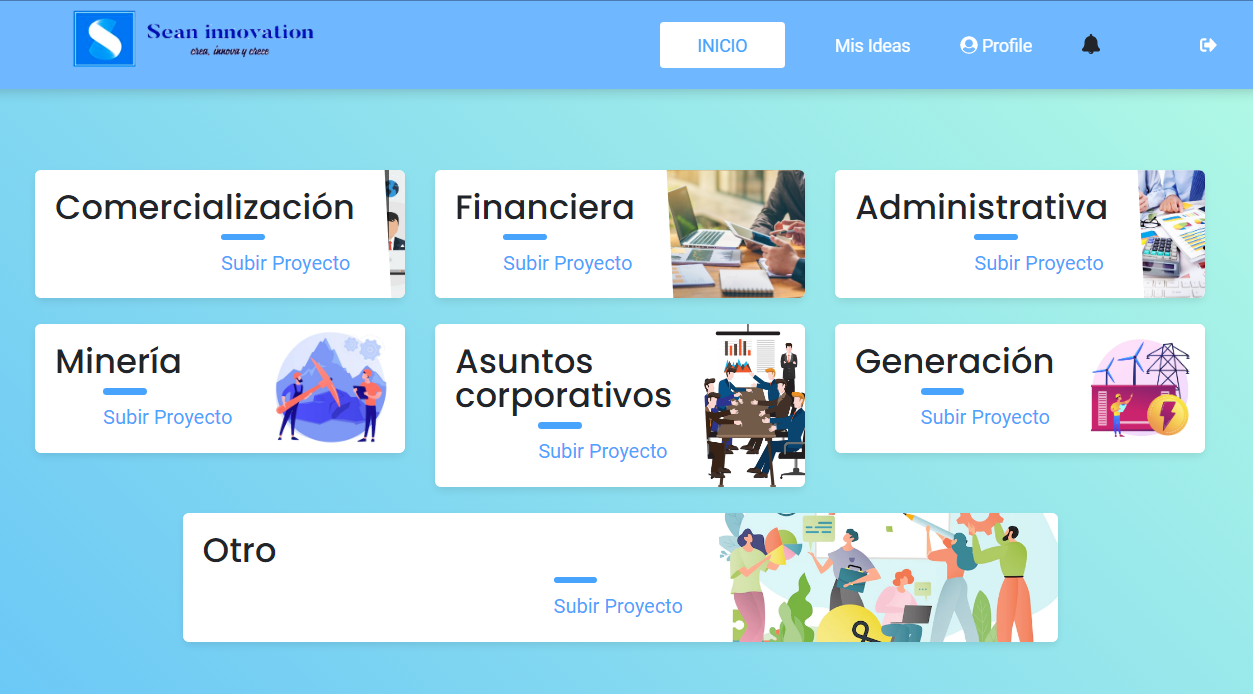 Sean innovation
crea, innova y crece
INICIO
Mis Ideas
Profile
Comercialización
Subir Proyecto
Financiera
Subir Proyecto
Administrativa
Subir Proyecto
Minería
Subir Proyecto
Asuntos
corporativos
Subir Proyecto
Generación
Subir Proyecto
Otro
Subir Proyecto